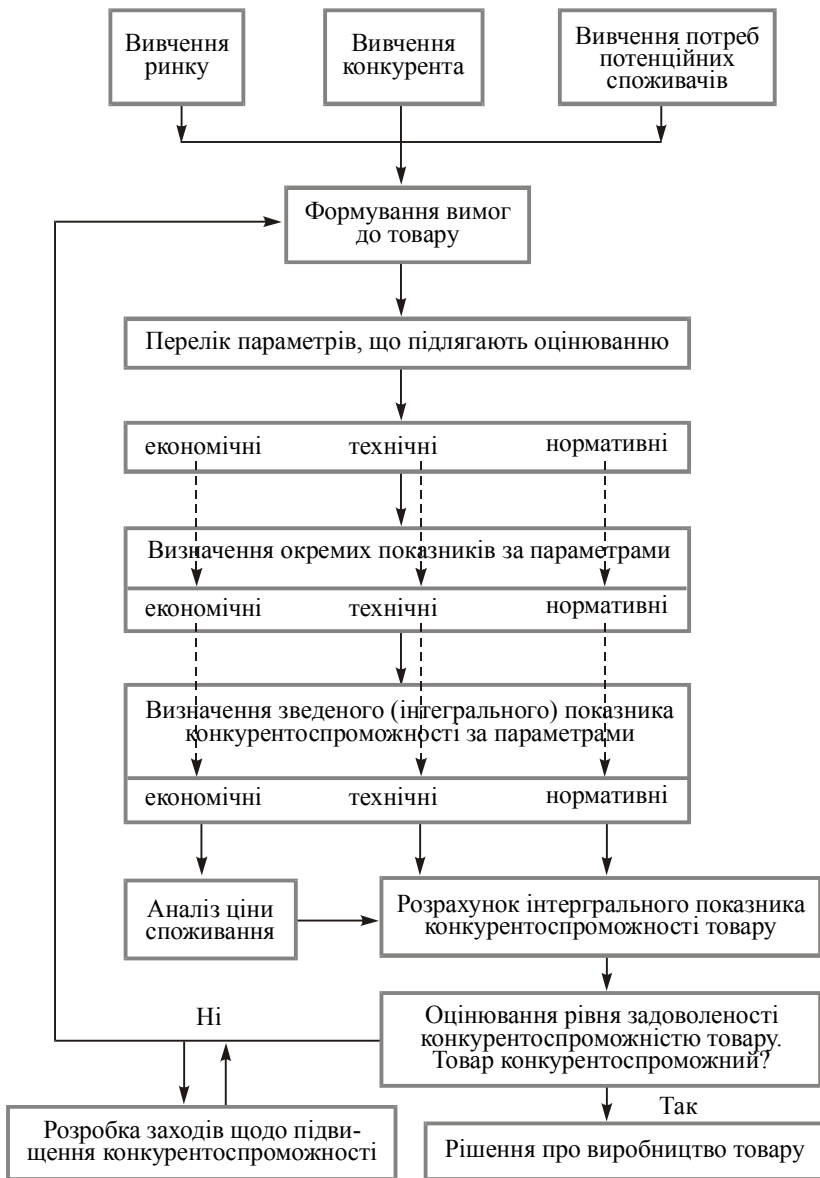 Вивчення
ринку
Вивчення
конкурента
Вивчення потреб
потенційних
споживачів
Формування вимог
до товару
Перелік параметрів, що підлягають оцінюванню
економічні технічні нормативні
Визначення окремих показників за параметрами
економічні технічні нормативні
Визначення зведеного (інтегрального) показника
конкурентоспроможності за параметрами
економічні технічні нормативні
Аналіз ціни
споживання
Розрахунок інтергрального показника
конкурентоспроможності товару
Оцінювання рівня задоволеності
конкурентоспроможністю товару.
Товар конкурентоспроможний?
Ні
Так
Розробка заходів щодо підви-
щення конкурентоспроможності
Рішення про виробництво товару